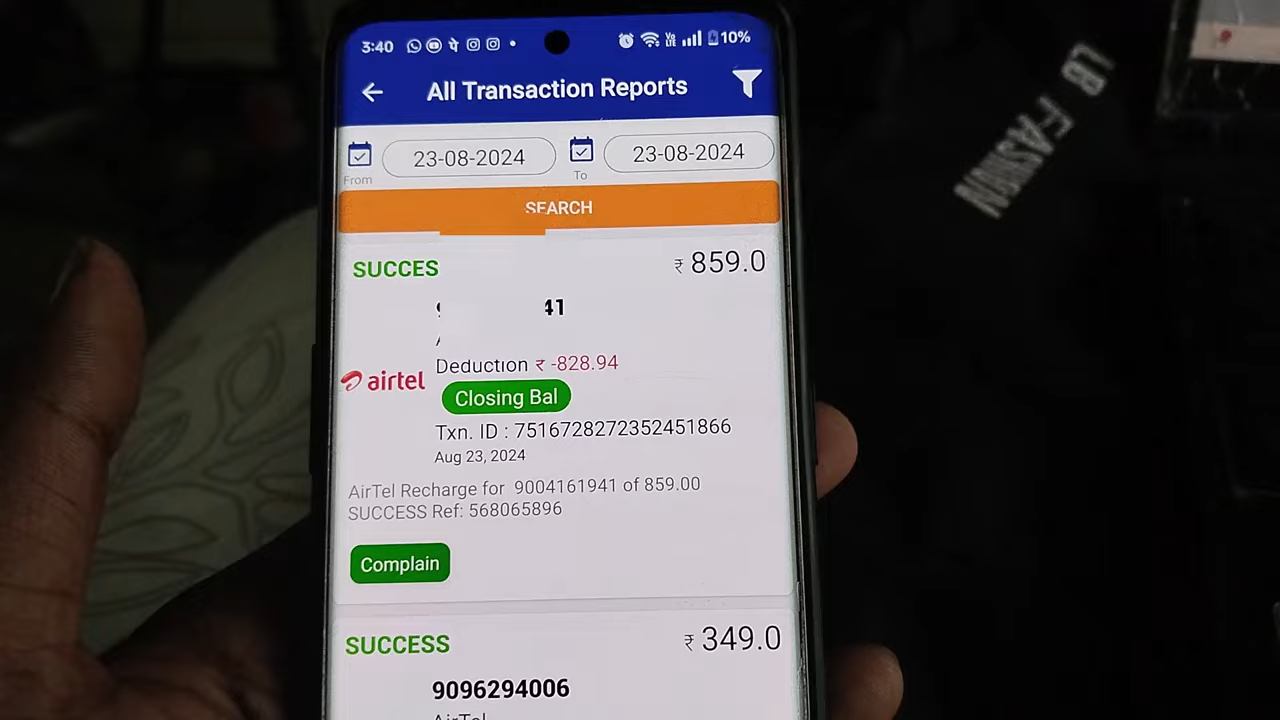 3:40 10%
All Transaction Reports
23-08-2024 23-08-2024
From To
SEARCH
SUCCES ₹ 859.0
41
Deduction ₹ -828.94
airtel
Closing Bal
Txn. ID : 7516728272352451866
Aug 23, 2024
AirTel Recharge for 9004161941 of 859.00
SUCCESS Ref: 568065896
Complain
SUCCESS ₹ 349.0
9096294006
AirTel
LB FASHION